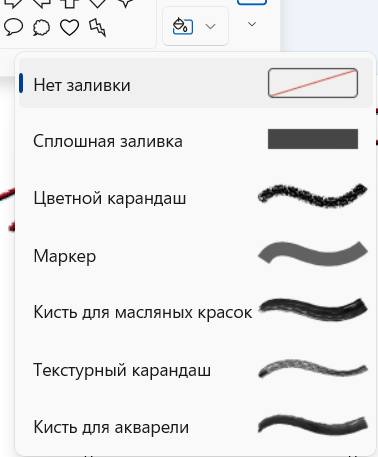 Нет заливки
Сплошная заливка
Цветной карандаш
Маркер
Кисть для масляных красок
Текстурный карандаш
Кисть для акварели